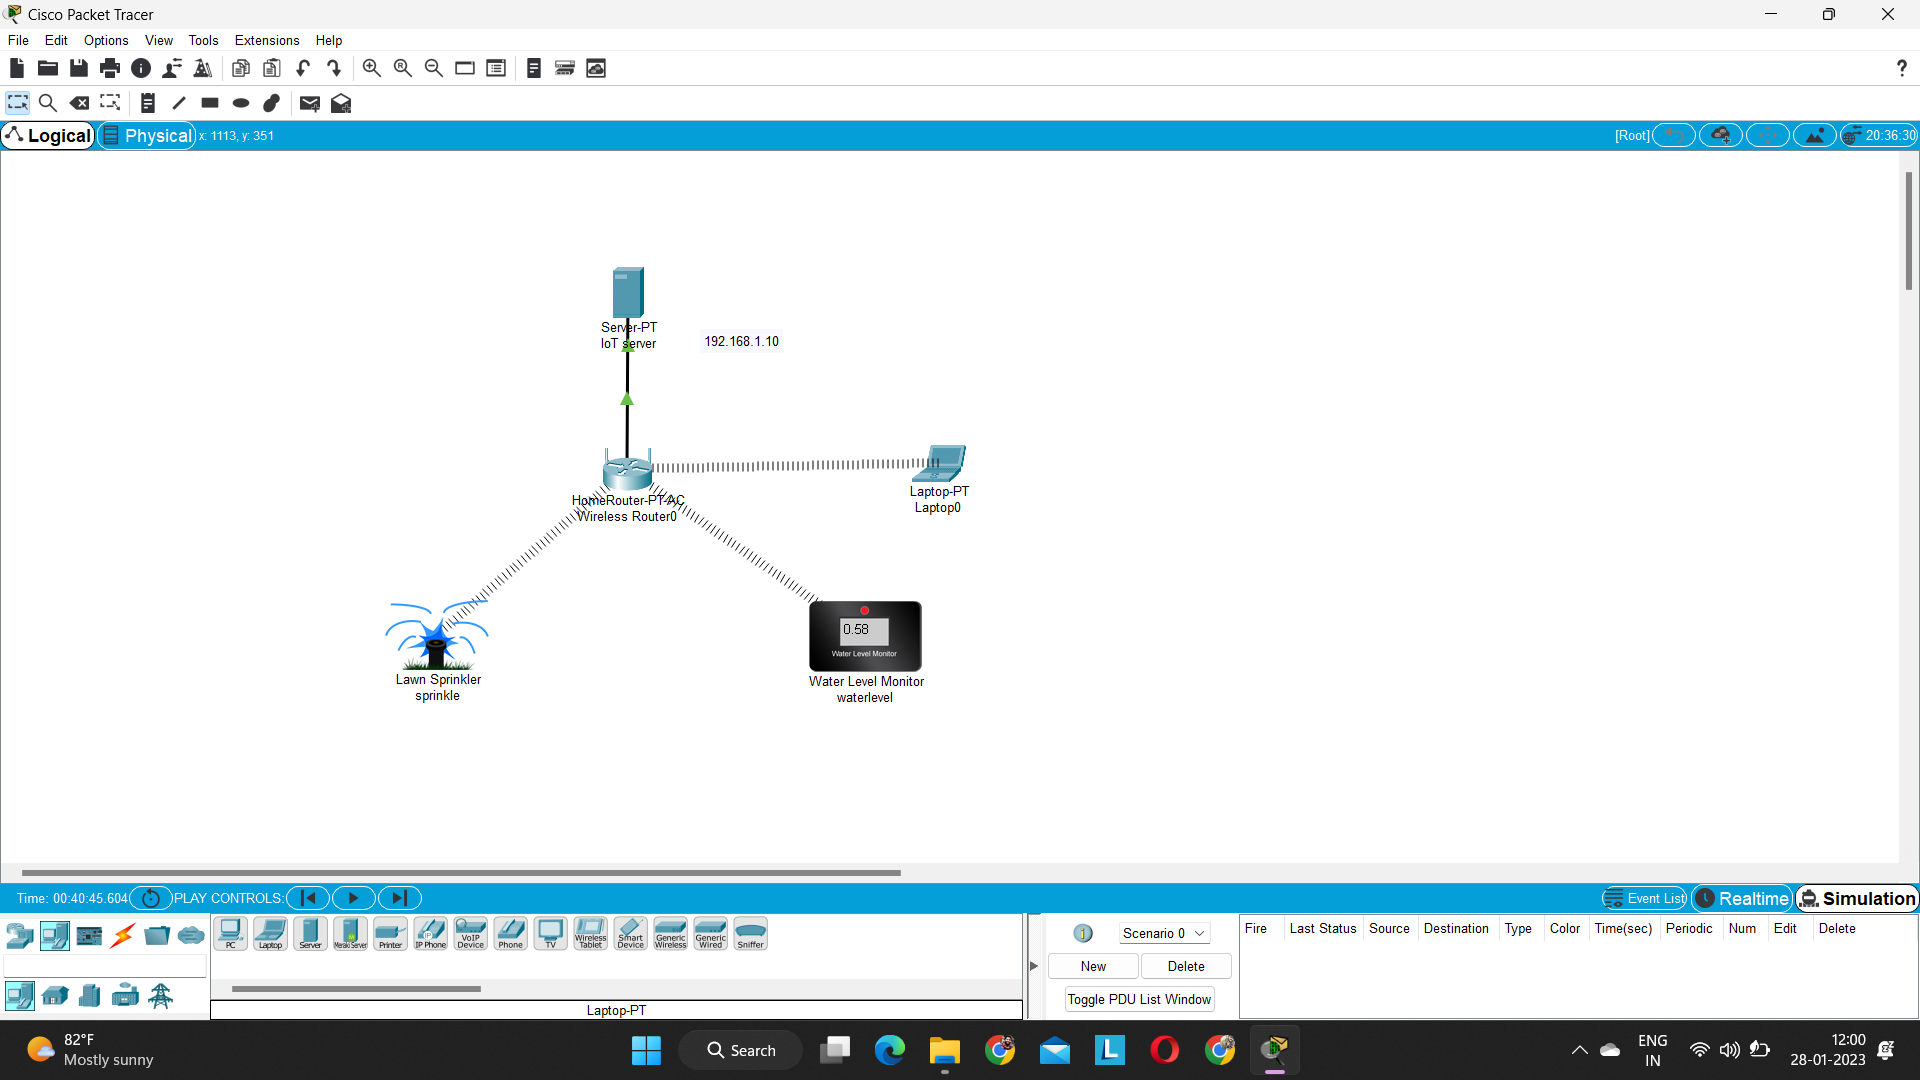 Cisco Packet Tracer
File Edit Options View Tools Extensions Help
?
Logical Physical x: 1113, y: 351 [Root] 20:36:30
Server-PT
IoT server
192.168.1.10
Laptop-PT
Laptop0
HomeRouter-PT-AC
Wireless Router0
0.58
Water Level Monitor
Lawn Sprinkler
sprinkle
Water Level Monitor
waterlevel
Time: 00:40:45.604 PLAY CONTROLS: Event List Realtime Simulation
PC Laptop Server Meraki Server Printer IP Phone VoIP Device Phone TV Wireless Tablet Smart Device Generic Wireless Generic Wired Sniffer
Laptop-PT
Scenario 0
New Delete
Toggle PDU List Window
Fire Last Status Source Destination Type Color Time(sec) Periodic Num Edit Delete
82°F
Mostly sunny
Search
L
ENG
IN
12:00
28-01-2023